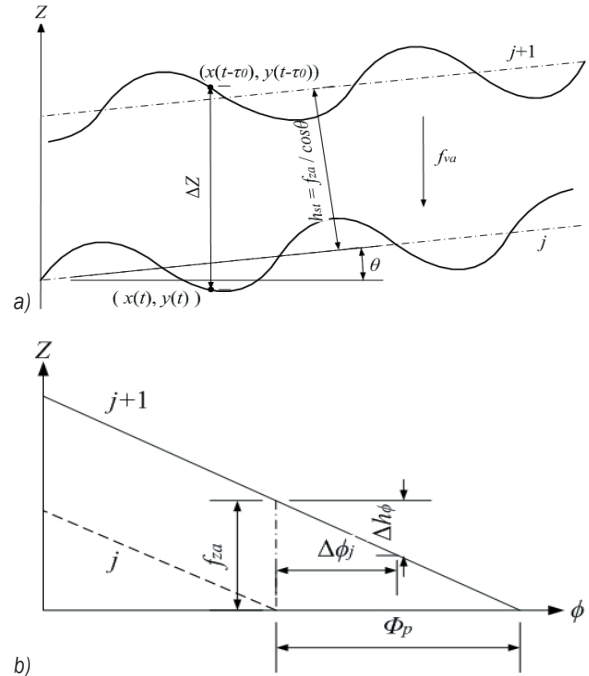 Z
(x(t-τ0), y(t-τ0))
j+1
ΔZ
hst = fza / cosθ
fva
j
θ
(x(t), y(t))
a)
Z
j+1
j
fza
Δhϕ
Δϕj
ϕ
Φp
b)